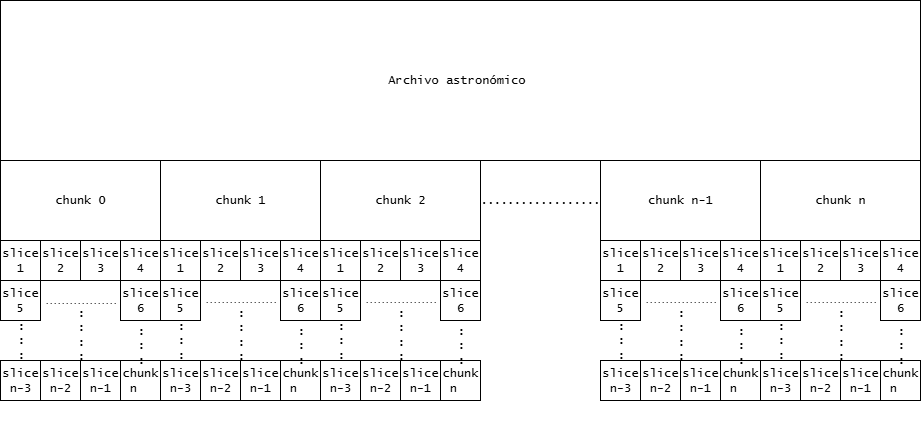 Archivo astronómico
chunk 0 chunk 1 chunk 2 .................. chunk n-1 chunk n
slice slice slice slice slice slice slice slice slice slice slice slice slice slice slice slice slice slice slice slice
1 2 3 4 1 2 3 4 1 2 3 4 1 2 3 4 1 2 3 4
slice slice slice slice slice slice slice slice slice slice
5 6 5 6 5 6 5 6 5 6
slice slice slice chunk slice slice slice chunk slice slice slice chunk slice slice slice chunk slice slice slice chunk
n-3 n-2 n-1 n n-3 n-2 n-1 n n-3 n-2 n-1 n n-3 n-2 n-1 n n-3 n-2 n-1 n